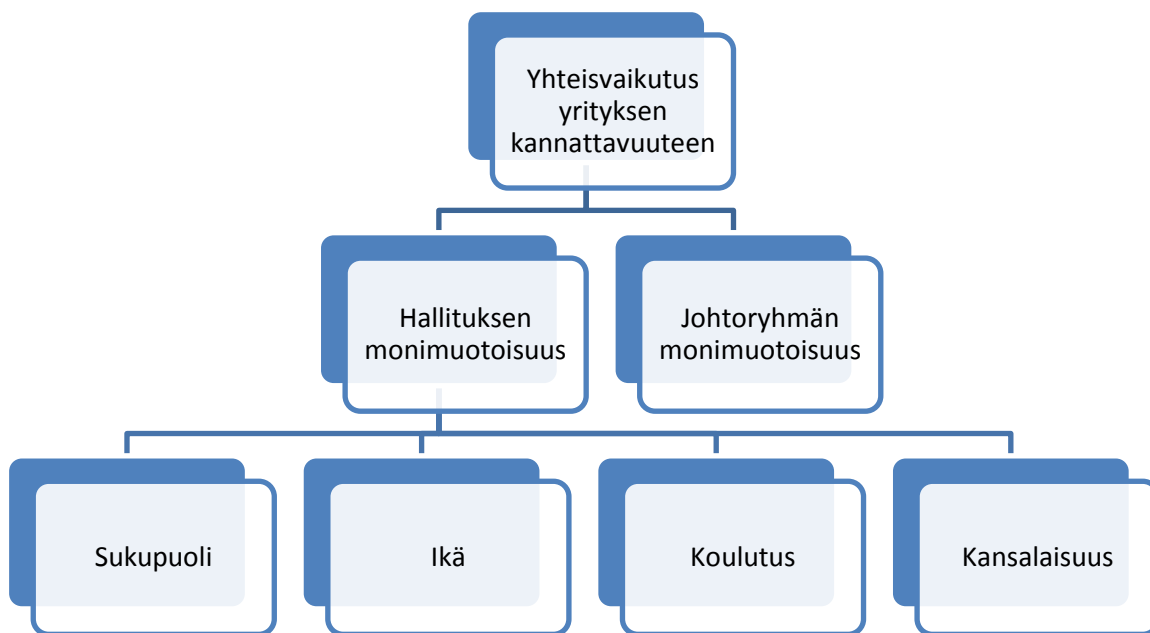 Yhteisvaikutus
yrityksen
kannattavuuteen
Hallituksen
monimuotoisuus
Johtoryhmän
monimuotoisuus
Sukupuoli
Ikä
Koulutus
Kansalaisuus